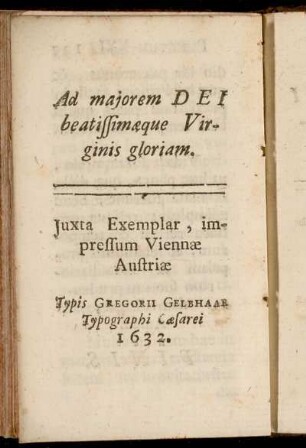 Ad majorem DEI
beatiſſimæque Vir-
ginis gloriam.
Juxta Exemplar, im-
preſſum Viennæ
Auſtriæ
Typis GREGORII GELBHAAR
Typographi Cæſarei
1632.